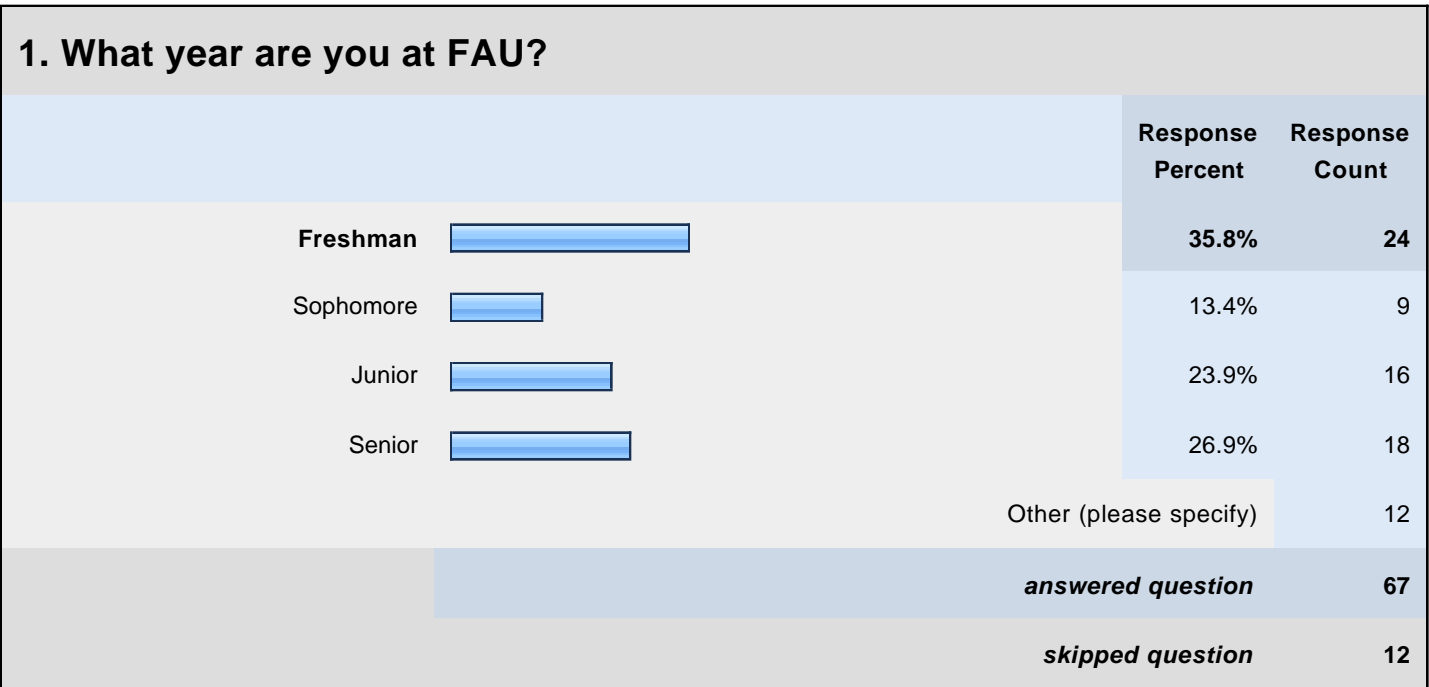 1. What year are you at FAU?
Response Percent Response Count
Freshman 35.8% 24
Sophomore 13.4% 9
Junior 23.9% 16
Senior 26.9% 18
Other (please specify) 12
answered question 67
skipped question 12